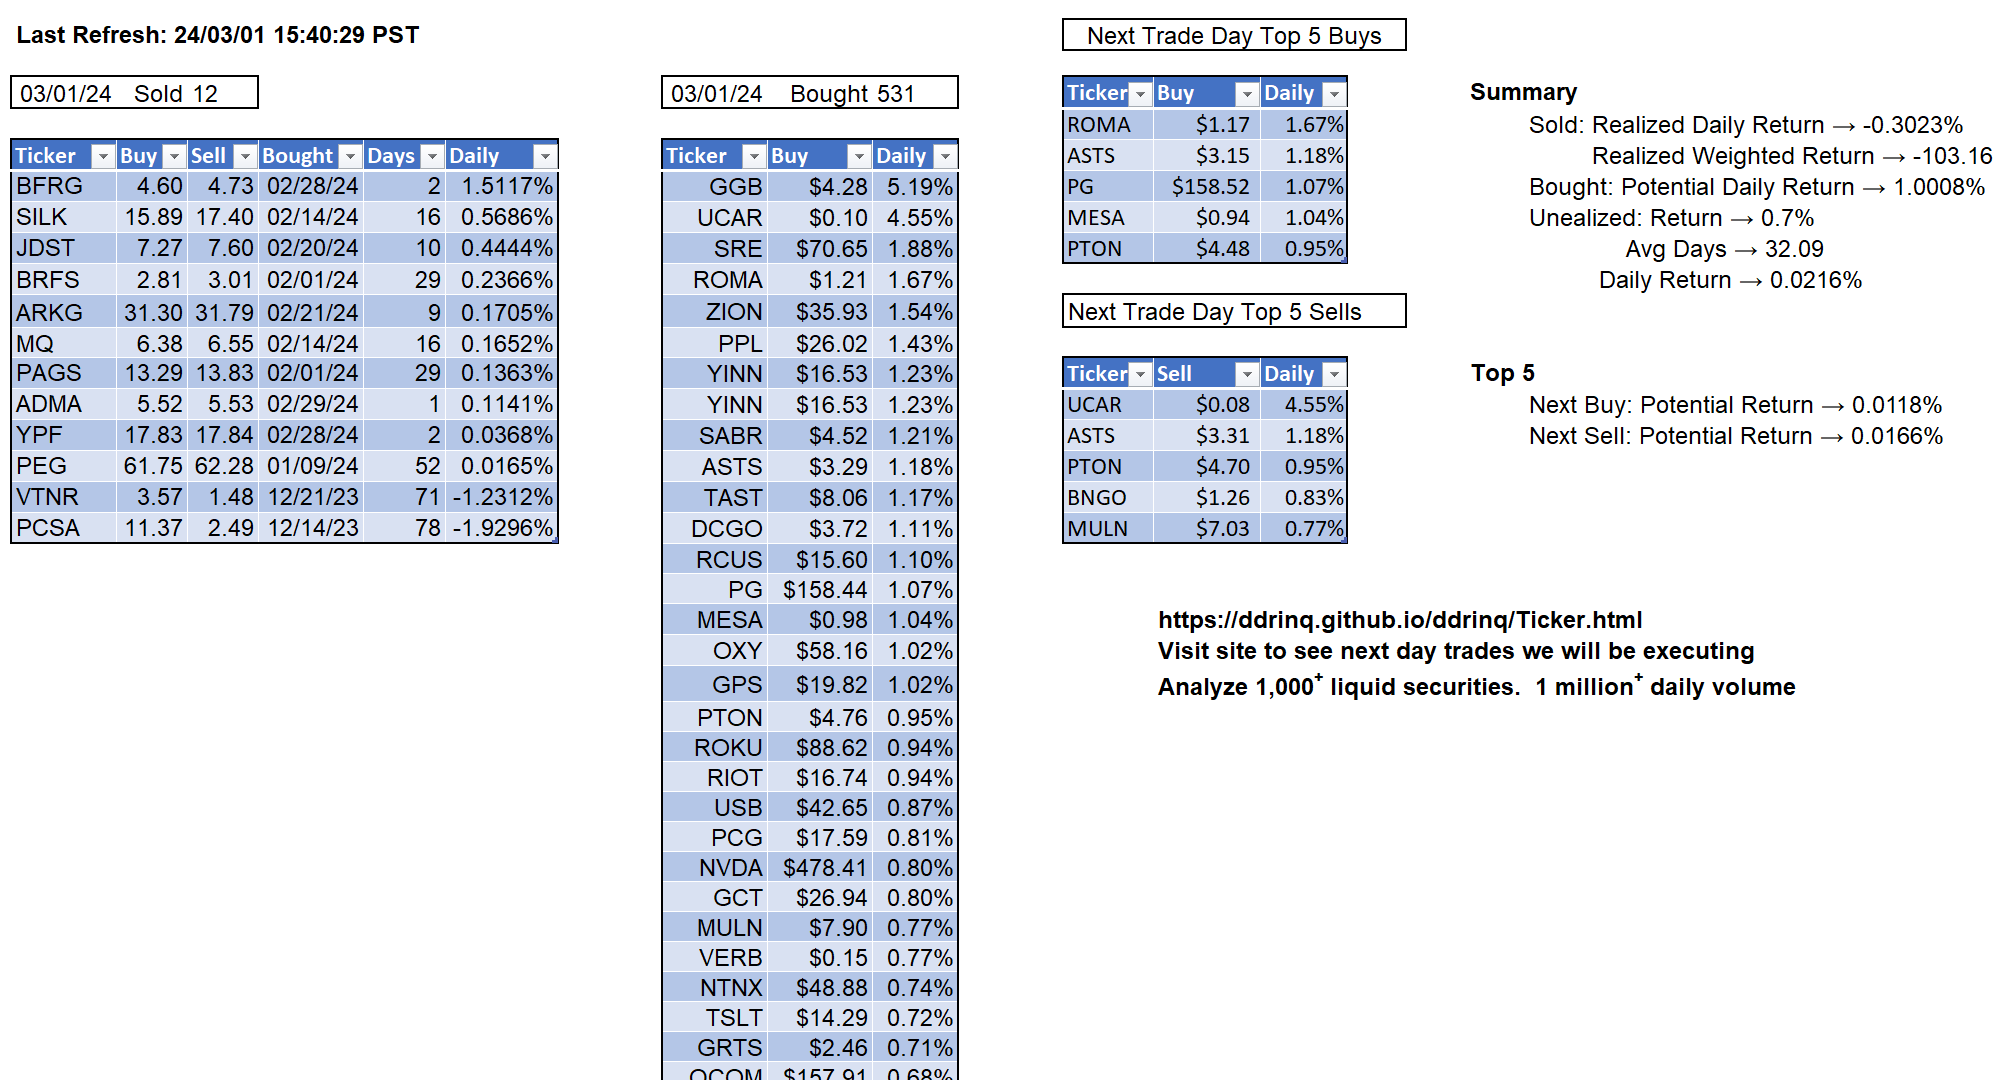 Last Refresh: 24/03/01 15:40:29 PST
03/01/24 Sold 12
Ticker Buy Sell Bought Days Daily
BFRG 4.60 4.73 02/28/24 2 1.5117%
SILK 15.89 17.40 02/14/24 16 0.5686%
JDST 7.27 7.60 02/20/24 10 0.4444%
BRFS 2.81 3.01 02/01/24 29 0.2366%
ARKG 31.30 31.79 02/21/24 9 0.1705%
MQ 6.38 6.55 02/14/24 16 0.1652%
PAGS 13.29 13.83 02/01/24 29 0.1363%
ADMA 5.52 5.53 02/29/24 1 0.1141%
YPF 17.83 17.84 02/28/24 2 0.0368%
PEG 61.75 62.28 01/09/24 52 0.0165%
VTNR 3.57 1.48 12/21/23 71 -1.2312%
PCSA 11.37 2.49 12/14/23 78 -1.9296%
03/01/24 Bought 531
Ticker Buy Daily
GGB $4.28 5.19%
UCAR $0.10 4.55%
SRE $70.65 1.88%
ROMA $1.21 1.67%
ZION $35.93 1.54%
PPL $26.02 1.43%
YINN $16.53 1.23%
YINN $16.53 1.23%
SABR $4.52 1.21%
ASTS $3.29 1.18%
TAST $8.06 1.17%
DCGO $3.72 1.11%
RCUS $15.60 1.10%
PG $158.44 1.07%
MESA $0.98 1.04%
OXY $58.16 1.02%
GPS $19.82 1.02%
PTON $4.76 0.95%
ROKU $88.62 0.94%
RIOT $16.74 0.94%
USB $42.65 0.87%
PCG $17.59 0.81%
NVDA $478.41 0.80%
GCT $26.94 0.80%
MULN $7.90 0.77%
VERB $0.15 0.77%
NTNX $48.88 0.74%
TSLT $14.29 0.72%
GRTS $2.46 0.71%
QCOM $157.91 0.68%
Next Trade Day Top 5 Buys
Ticker Buy Daily
ROMA $1.17 1.67%
ASTS $3.15 1.18%
PG $158.52 1.07%
MESA $0.94 1.04%
PTON $4.48 0.95%
Next Trade Day Top 5 Sells
Ticker Sell Daily
UCAR $0.08 4.55%
ASTS $3.31 1.18%
PTON $4.70 0.95%
BNGO $1.26 0.83%
MULN $7.03 0.77%
Summary
Sold: Realized Daily Return → -0.3023%
Realized Weighted Return → -103.16
Bought: Potential Daily Return → 1.0008%
Unealized: Return → 0.7%
Avg Days → 32.09
Daily Return → 0.0216%
Top 5
Next Buy: Potential Return → 0.0118%
Next Sell: Potential Return → 0.0166%
https://ddrinq.github.io/ddrinq/Ticker.html
Visit site to see next day trades we will be executing
Analyze 1,000⁺ liquid securities. 1 million⁺ daily volume